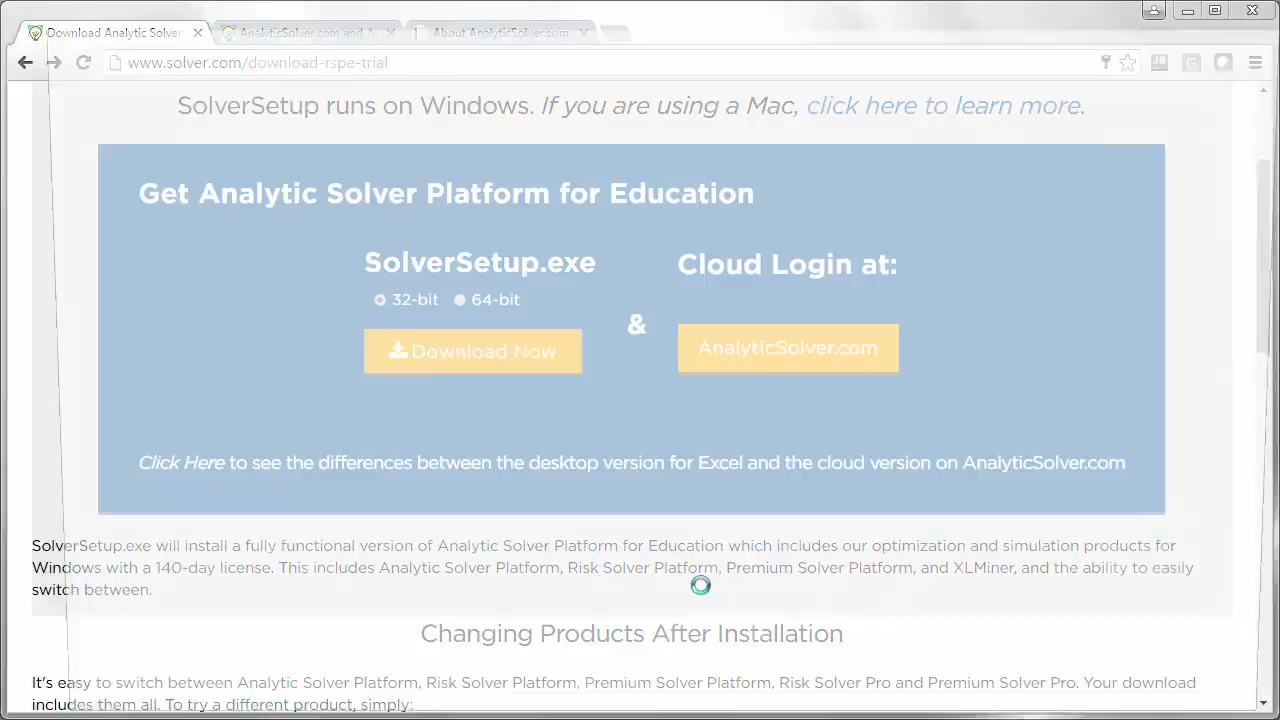 Download Analytic Solver
AnalyticSolver.com and A
About AnalyticSolver.com
www.solver.com/download-rspe-trial
JB
G
SolverSetup runs on Windows. If you are using a Mac, click here to learn more.
Get Analytic Solver Platform for Education
SolverSetup.exe
32-bit 64-bit
Download Now
&
Cloud Login at:
AnalyticSolver.com
Click Here to see the differences between the desktop version for Excel and the cloud version on AnalyticSolver.com
SolverSetup.exe will install a fully functional version of Analytic Solver Platform for Education which includes our optimization and simulation products for
Windows with a 140-day license. This includes Analytic Solver Platform, Risk Solver Platform, Premium Solver Platform, and XLMiner, and the ability to easily
switch between.
Changing Products After Installation
It's easy to switch between Analytic Solver Platform, Risk Solver Platform, Premium Solver Platform, Risk Solver Pro and Premium Solver Pro. Your download
includes them all. To try a different product, simply: